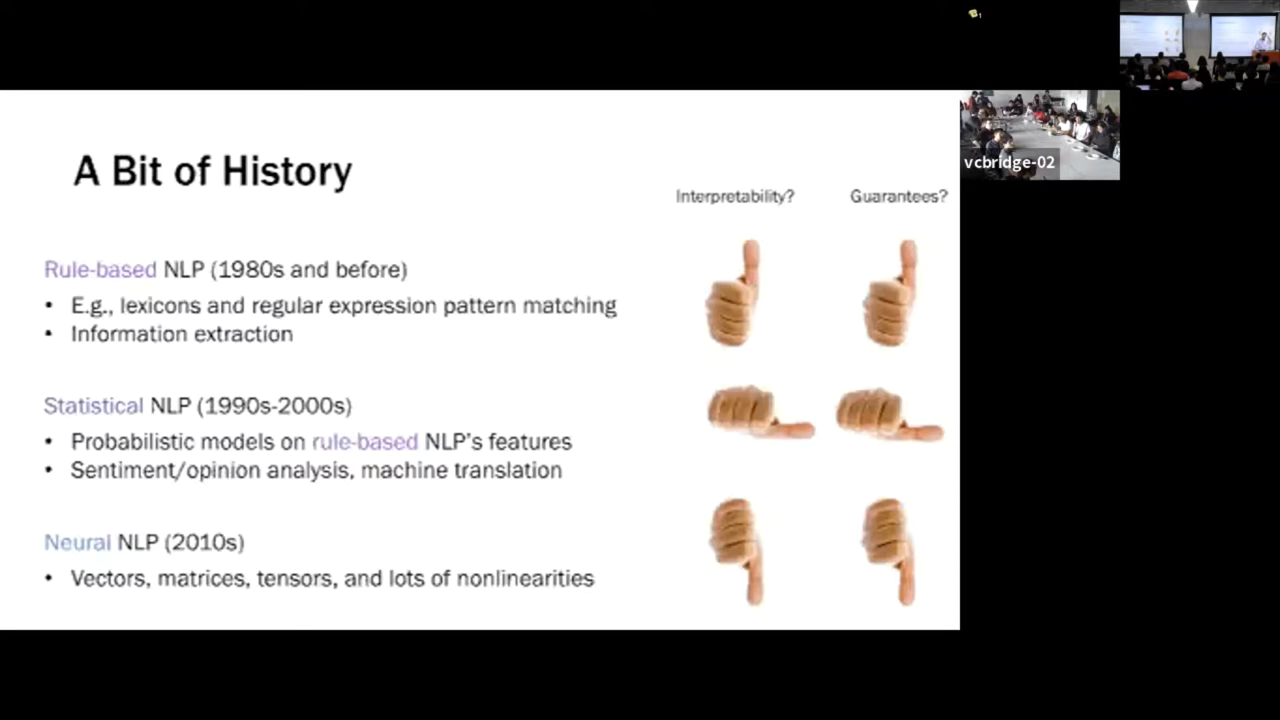 vcbridge-02
A Bit of History
Interpretability? Guarantees?
Rule-based NLP (1980s and before)
• E.g., lexicons and regular expression pattern matching
• Information extraction
Statistical NLP (1990s-2000s)
• Probabilistic models on rule-based NLP's features
• Sentiment/opinion analysis, machine translation
Neural NLP (2010s)
• Vectors, matrices, tensors, and lots of nonlinearities